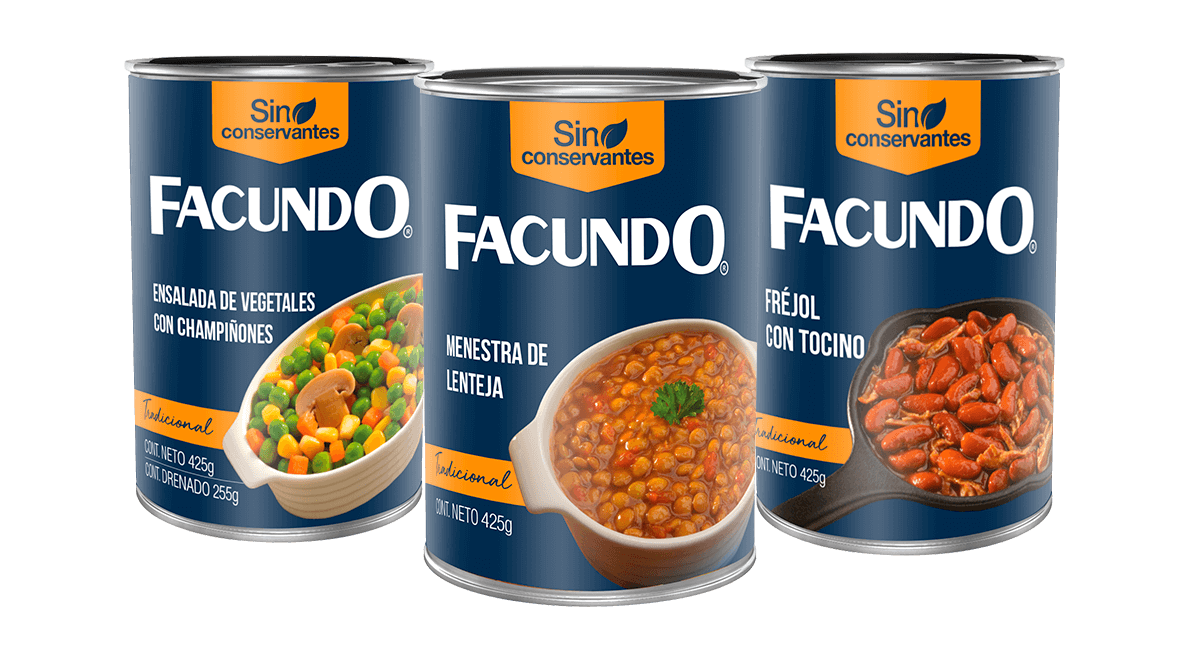 Sin
conservantes
FACUNDO®
ENSALADA DE VEGETALES
CON CHAMPIÑONES
Tradicional
CONT. NETO 425g
CONT. DRENADO 255g
Sin
conservantes
FACUNDO®
MENESTRA DE
LENTEJA
Tradicional
CONT. NETO 425g
Sin
conservantes
FACUNDO®
FRÉJOL
CON TOCINO
Tradicional
CONT. NETO 425g